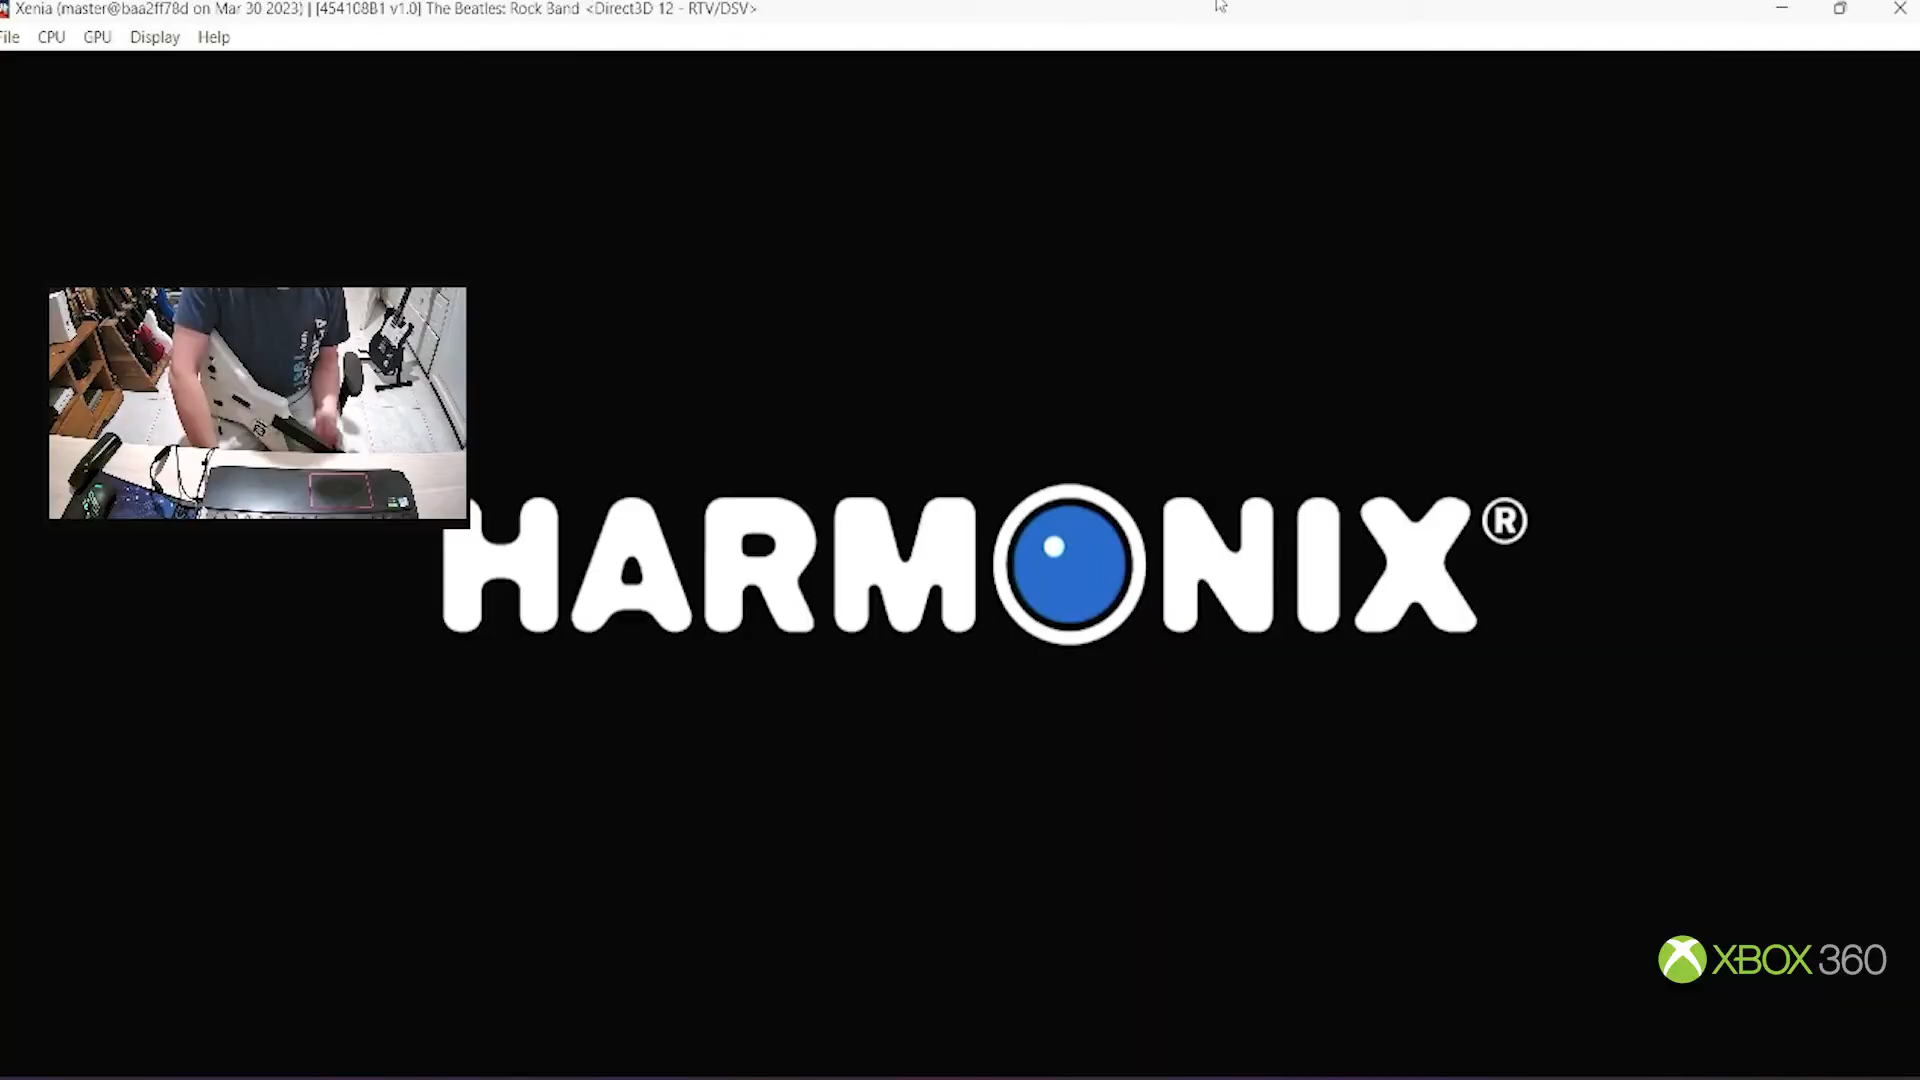 Xenia (master@baa2ff78d on Mar 30 2023) | [454108B1 v1.0] The Beatles: Rock Band <Direct3D 12 - RTV/DSV>
File CPU GPU Display Help
HARMONIX®
XBOX 360